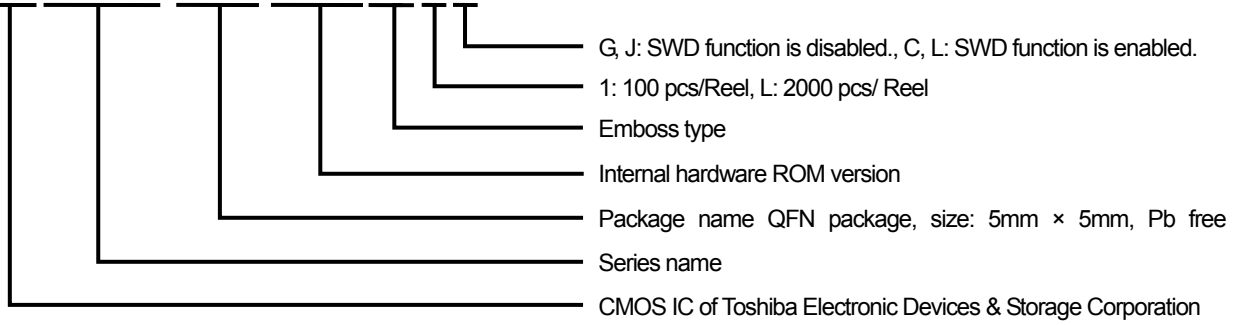 G, J: SWD function is disabled., C, L: SWD function is enabled.
1: 100 pcs/Reel, L: 2000 pcs/ Reel
Emboss type
Internal hardware ROM version
Package name QFN package, size: 5mm × 5mm, Pb free
Series name
CMOS IC of Toshiba Electronic Devices & Storage Corporation